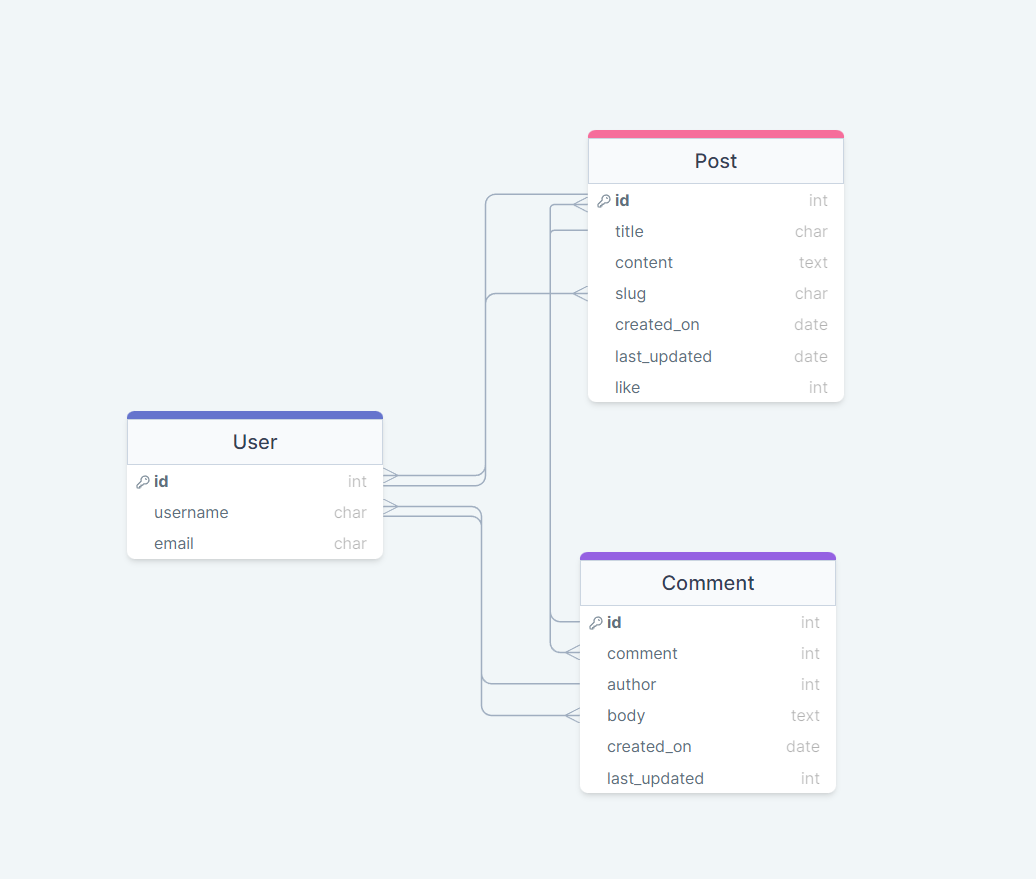 Post
id int
title char
content text
slug char
created_on date
last_updated date
like int
User
id int
username char
email char
Comment
id int
comment int
author int
body text
created_on date
last_updated int